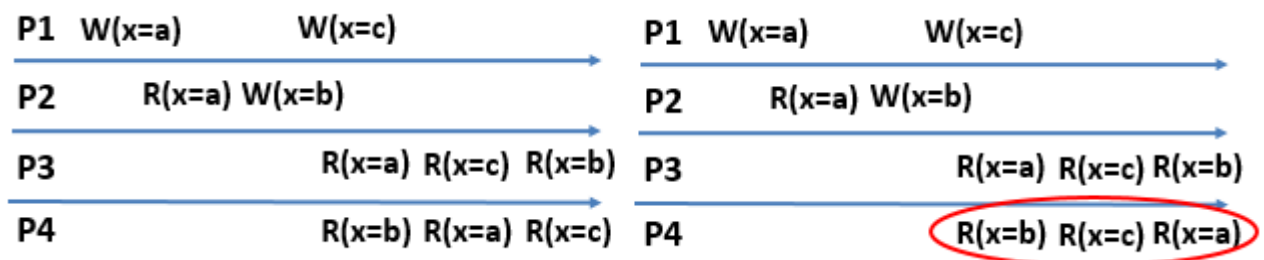 P1 W(x=a) W(x=c)
P2 R(x=a) W(x=b)
P3 R(x=a) R(x=c) R(x=b)
P4 R(x=b) R(x=a) R(x=c)
P1 W(x=a) W(x=c)
P2 R(x=a) W(x=b)
P3 R(x=a) R(x=c) R(x=b)
P4 R(x=b) R(x=c) R(x=a)